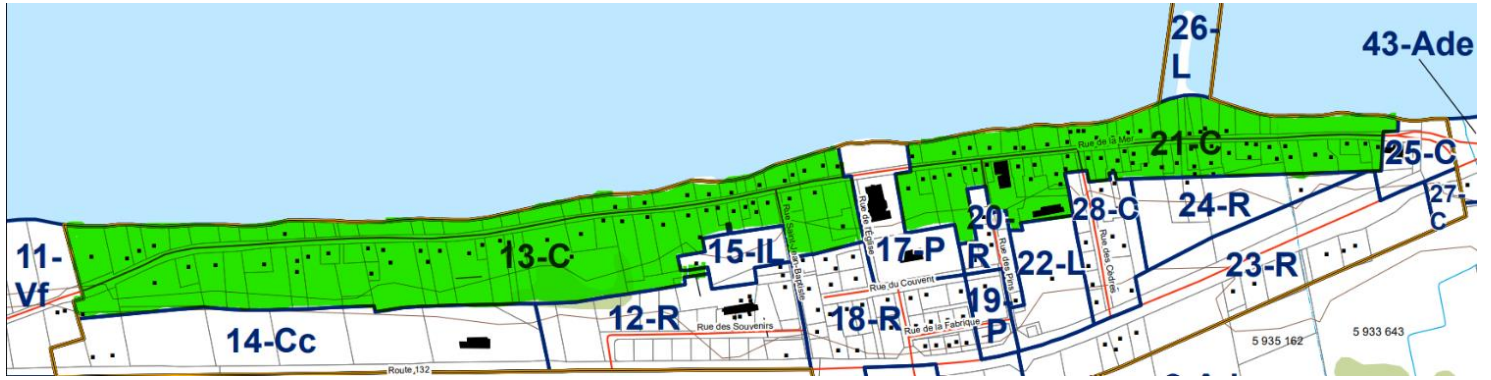 26-
L
43-Ade
Rue de la Mer
21-C
25-C
11-
Vf
13-C
Rue Saint-Jean-Baptiste
15-IL
Rue de l'Église
17-P
20-
R
Rue des Pins
22-L
28-C
Rue des Cèdres
24-R
27-
C
23-R
14-Cc
12-R
Rue des Souvenirs
Rue du Couvent
18-R
Rue de la Fabrique
19-
P
5 935 162
5 933 643
Route 132